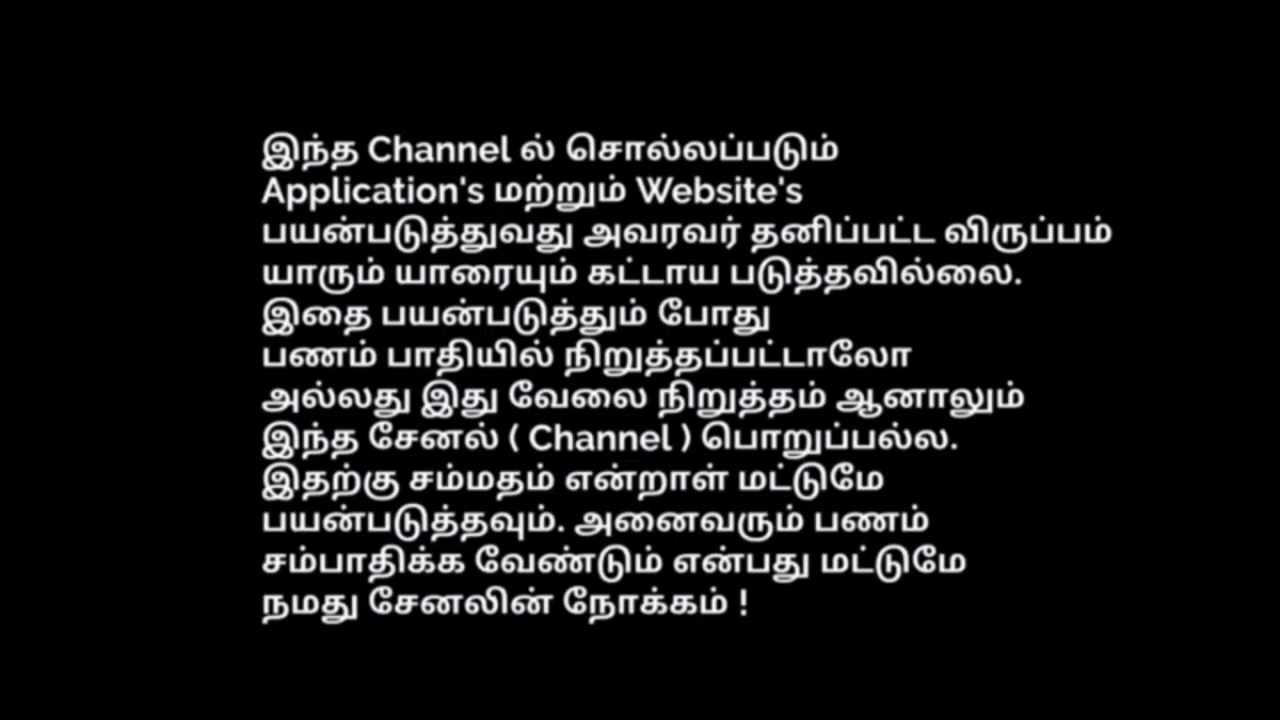 இந்த Channel ல் சொல்லப்படும்
Application's மற்றும் Website's
பயன்படுத்துவது அவரவர் தனிப்பட்ட விருப்பம்
யாரும் யாரையும் கட்டாய படுத்தவில்லை.
இதை பயன்படுத்தும் போது
பணம் பாதியில் நிறுத்தப்பட்டாலோ
அல்லது இது வேலை நிறுத்தம் ஆனாலும்
இந்த சேனல் ( Channel ) பொறுப்பல்ல.
இதற்கு சம்மதம் என்றாள் மட்டுமே
பயன்படுத்தவும். அனைவரும் பணம்
சம்பாதிக்க வேண்டும் என்பது மட்டுமே
நமது சேனலின் நோக்கம் !